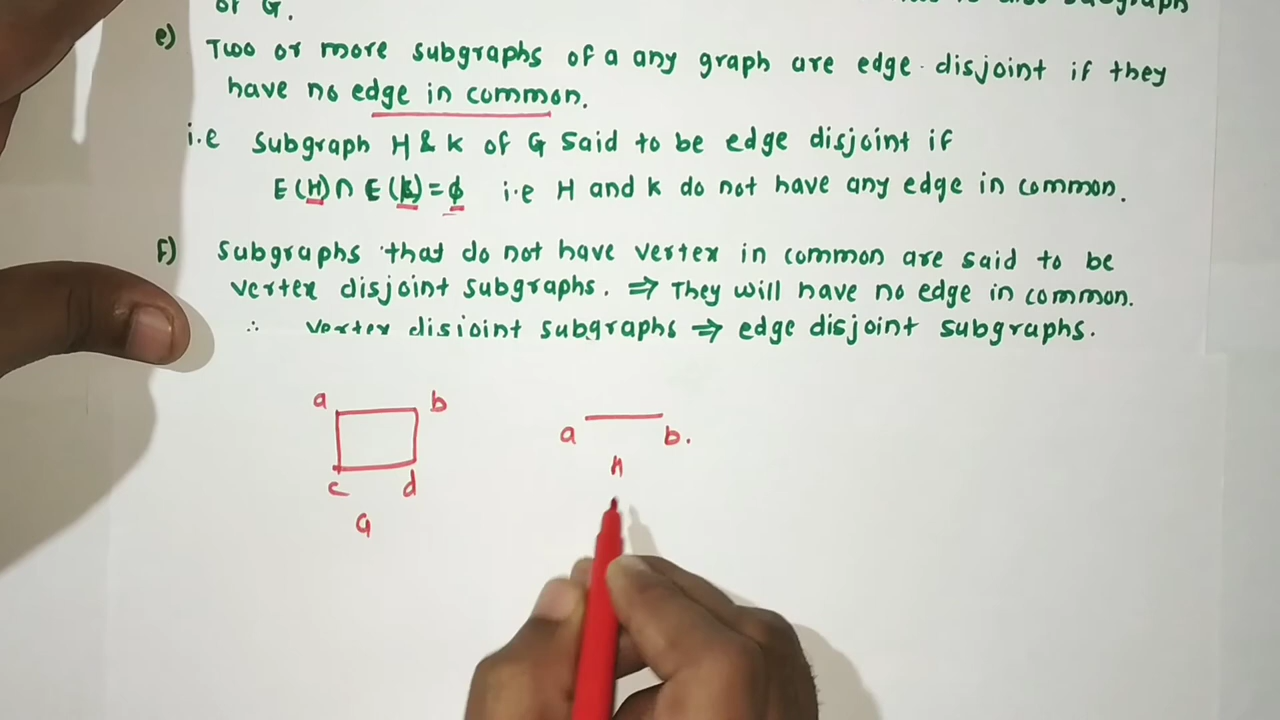 of G.
subgraph
e) Two or more subgraphs of a any graph are edge-disjoint if they
have no edge in common.
i.e subgraph H & K of G said to be edge disjoint if
E(H) ∩ E(K) = ϕ i.e H and K do not have any edge in common.
F) Subgraphs that do not have vertex in common are said to be
vertex disjoint subgraphs. ⇒ They will have no edge in common.
∴ vertex disjoint subgraphs ⇒ edge disjoint subgraphs.
a b
a b.
H
c d
G